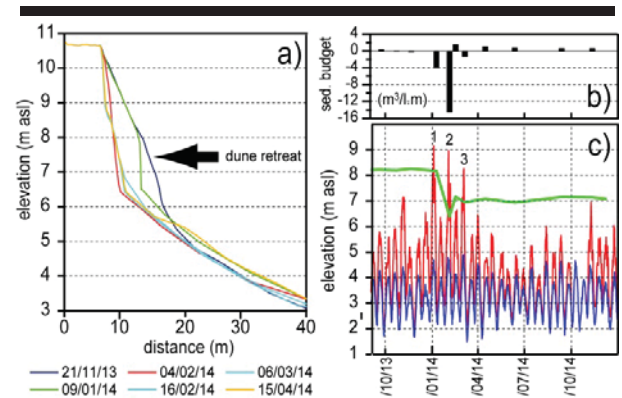 a)
elevation (m asl)
11
10
9
8
7
6
5
4
3
dune retreat
0 10 20 30 40
distance (m)
21/11/13 04/02/14 06/03/14
09/01/14 16/02/14 15/04/14
b)
sed. budget
4
0
-4
-8
-12
-16
(m³/l.m)
c)
elevation (m asl)
9
8
7
6
5
4
3
2
1
1 2 3
/10/13
/01/14
/04/14
/07/14
/10/14